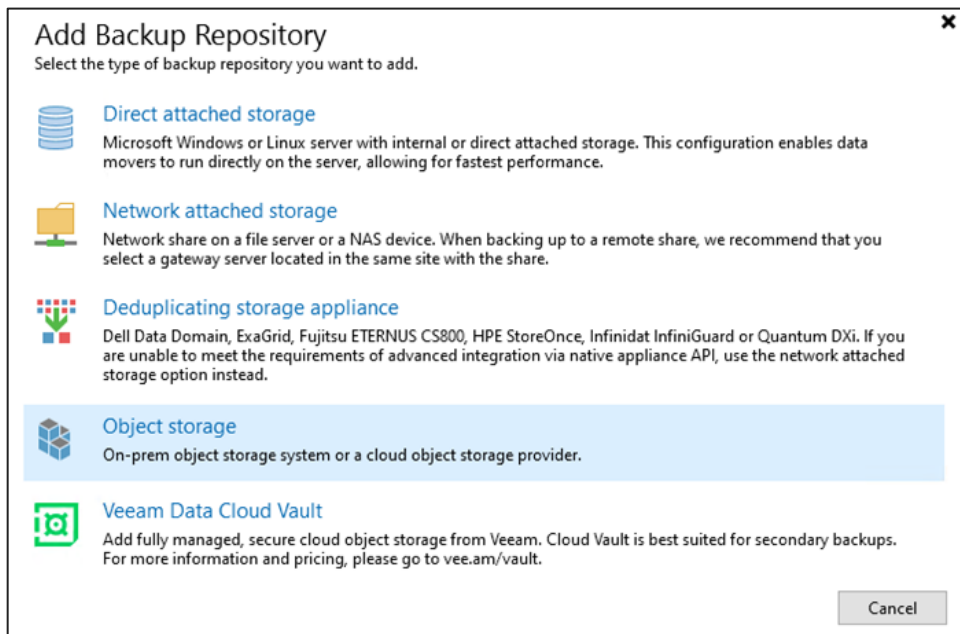 Add Backup Repository
Select the type of backup repository you want to add.
Direct attached storage
Microsoft Windows or Linux server with internal or direct attached storage. This configuration enables data
movers to run directly on the server, allowing for fastest performance.
Network attached storage
Network share on a file server or a NAS device. When backing up to a remote share, we recommend that you
select a gateway server located in the same site with the share.
Deduplicating storage appliance
Dell Data Domain, ExaGrid, Fujitsu ETERNUS CS800, HPE StoreOnce, Infinidat InfiniGuard or Quantum DXi. If you
are unable to meet the requirements of advanced integration via native appliance API, use the network attached
storage option instead.
Object storage
On-prem object storage system or a cloud object storage provider.
Veeam Data Cloud Vault
Add fully managed, secure cloud object storage from Veeam. Cloud Vault is best suited for secondary backups.
For more information and pricing, please go to vee.am/vault.
Cancel